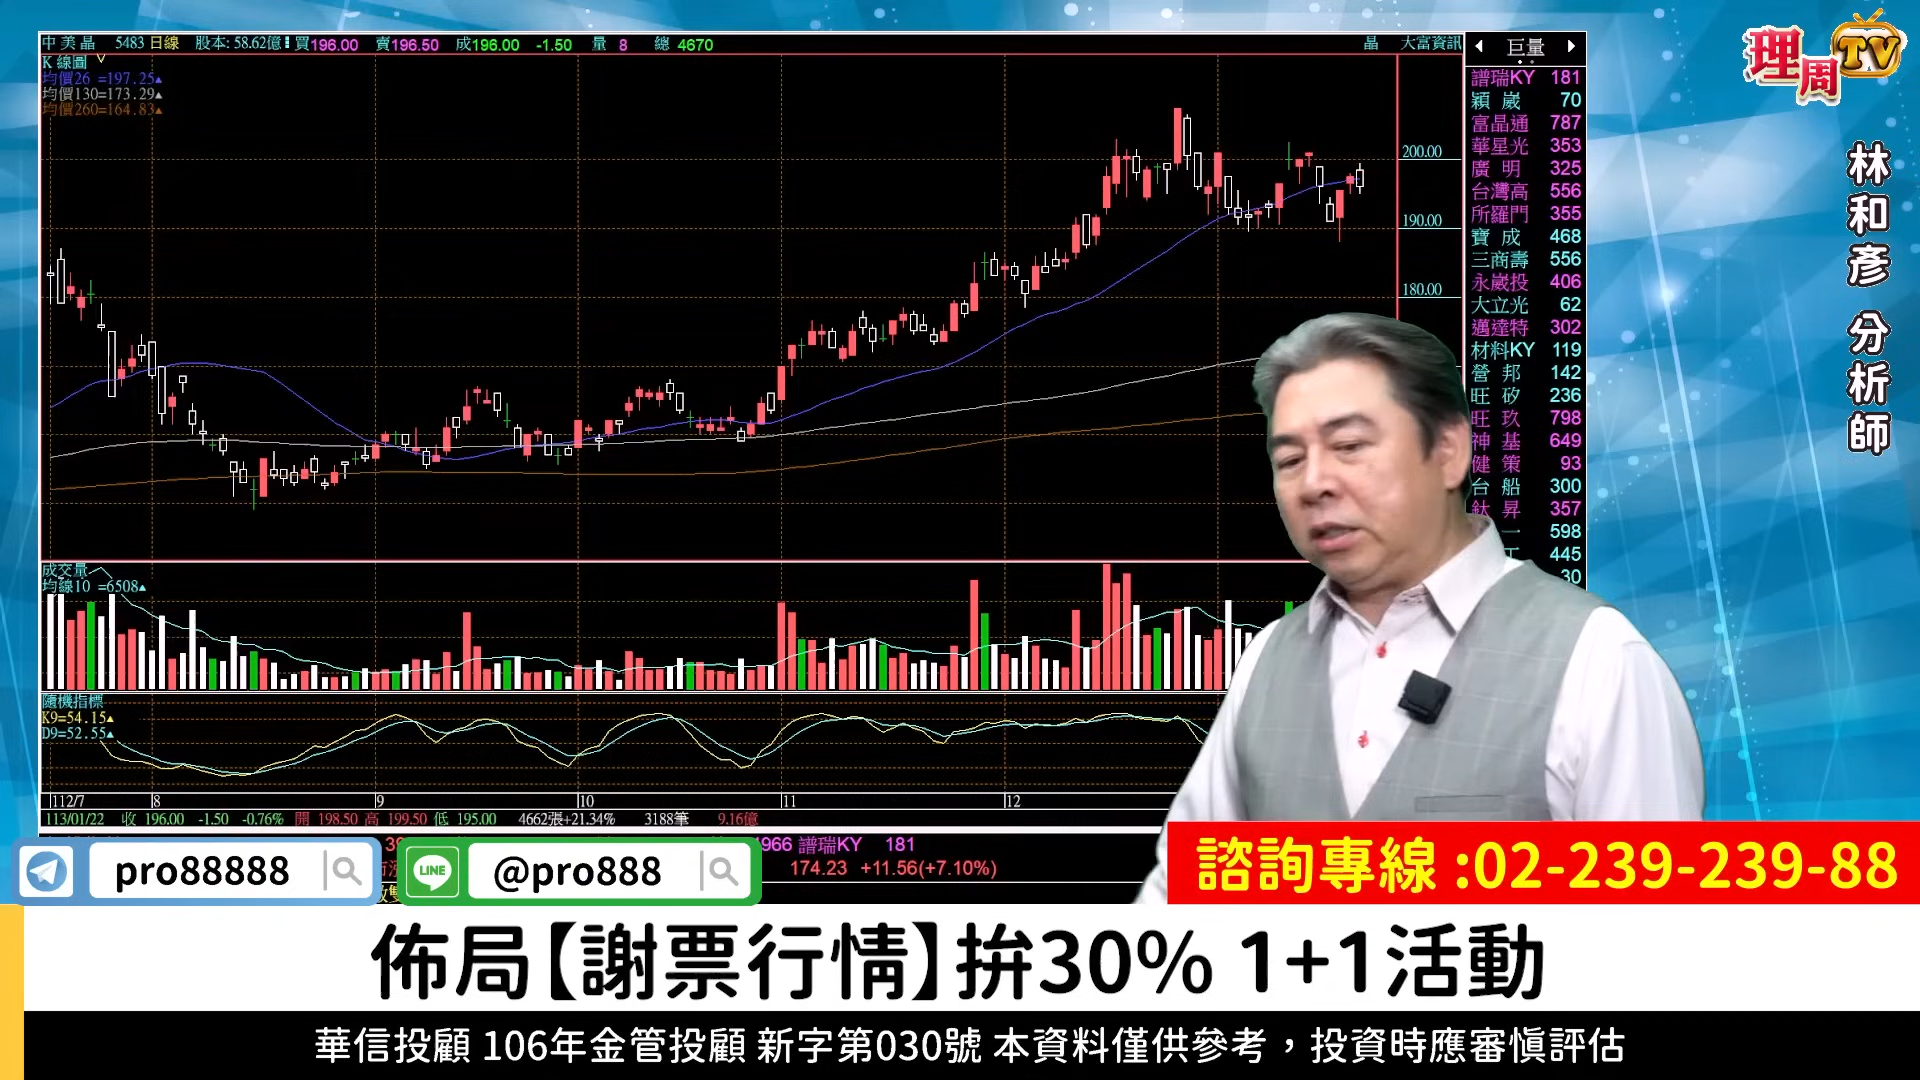 中美晶 5483 日線 股本: 58.62億 買196.00 賣196.50 成196.00 -1.50 量 8 總 4670 晶 大富資訊
K 線圖
均價26 =197.25▲
均價130=173.29▲
均價260=164.83▲
200.00
190.00
180.00
成交量
均線10 =6508▲
隨機指標
K9=54.15▲
D9=52.55▲
112/7 8 9 10 11 12
113/01/22 收 196.00 -1.50 -0.76% 開 198.50 高 199.50 低 195.00 4662張+21.34% 3188筆 9.16億
◀ 巨量 ▶
譜瑞KY 181
穎崴 70
富晶通 787
華星光 353
廣明 325
台灣高 556
所羅門 355
寶成 468
三商壽 556
永崴投 406
大立光 62
邁達特 302
材料KY 119
營邦 142
旺矽 236
旺玖 798
神基 649
健策 93
台船 300
鈦昇 357
598
445
30
966 譜瑞KY 181
174.23 +11.56(+7.10%)
理周TV
林和彥 分析師
pro88888
LINE
@pro888
諮詢專線 :02-239-239-88
佈局【謝票行情】拚30% 1+1活動
華信投顧 106年金管投顧 新字第030號 本資料僅供參考，投資時應審慎評估